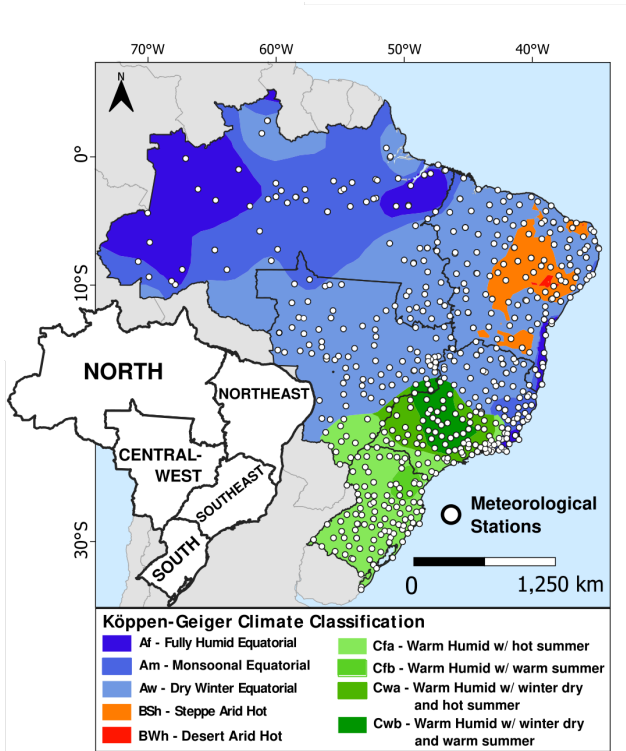 70°W 60°W 50°W 40°W
N
0°
10°S
NORTH
NORTHEAST
CENTRAL-
WEST
SOUTHEAST
Meteorological
Stations
30°S
SOUTH
0 1,250 km
Köppen-Geiger Climate Classification
Af - Fully Humid Equatorial
Am - Monsoonal Equatorial
Aw - Dry Winter Equatorial
BSh - Steppe Arid Hot
BWh - Desert Arid Hot
Cfa - Warm Humid w/ hot summer
Cfb - Warm Humid w/ warm summer
Cwa - Warm Humid w/ winter dry
and hot summer
Cwb - Warm Humid w/ winter dry
and warm summer